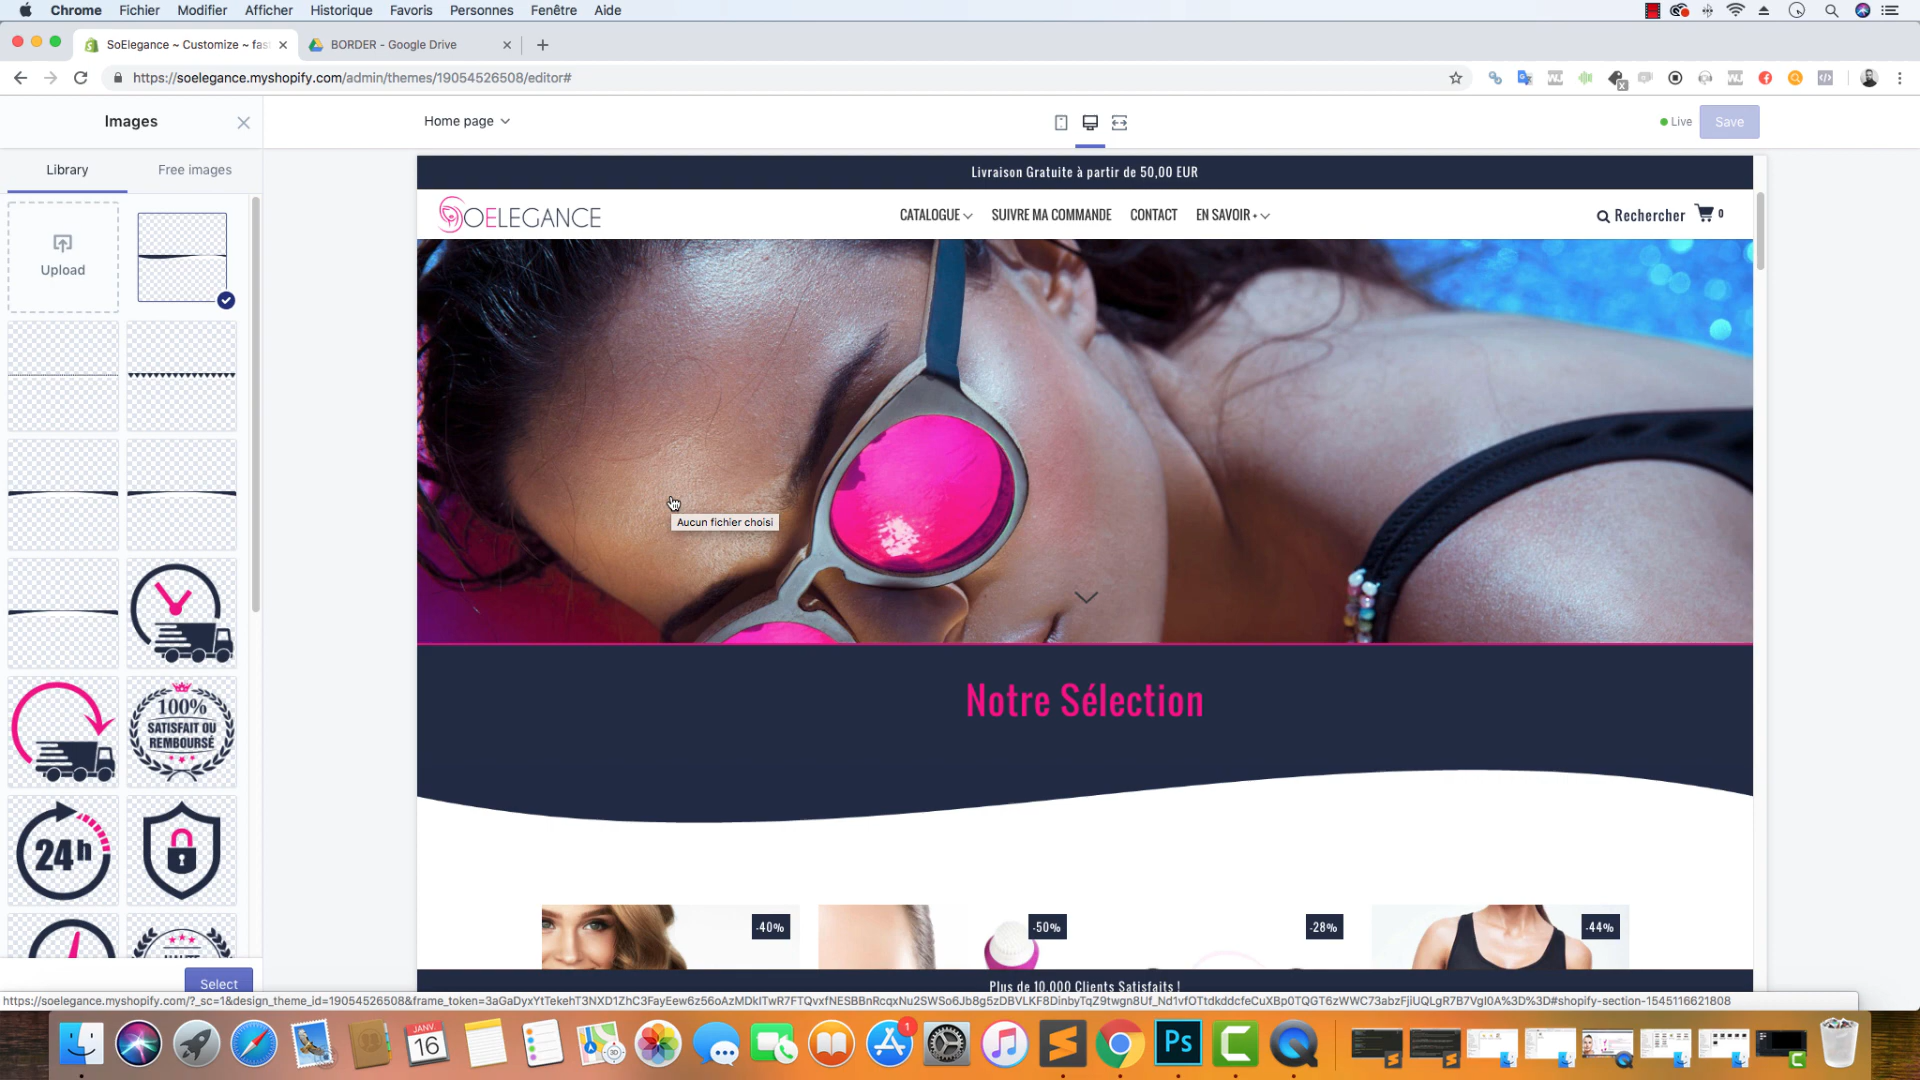 Chrome Fichier Modifier Afficher Historique Favoris Personnes Fenêtre Aide
SoElegance ~ Customize ~ fas
BORDER - Google Drive
https://soelegance.myshopify.com/admin/themes/19054526508/editor#
Images
Home page
Live
Save
Library
Free images
Upload
Livraison Gratuite à partir de 50,00 EUR
SOELEGANCE
CATALOGUE
SUIVRE MA COMMANDE
CONTACT
EN SAVOIR +
Rechercher
0
Aucun fichier choisi
Notre Sélection
100%
SATISFAIT OU
REMBOURSÉ
24h
-40%
-50%
-28%
-44%
Select
Plus de 10,000 Clients Satisfaits !
JANV.
16
1
Ps